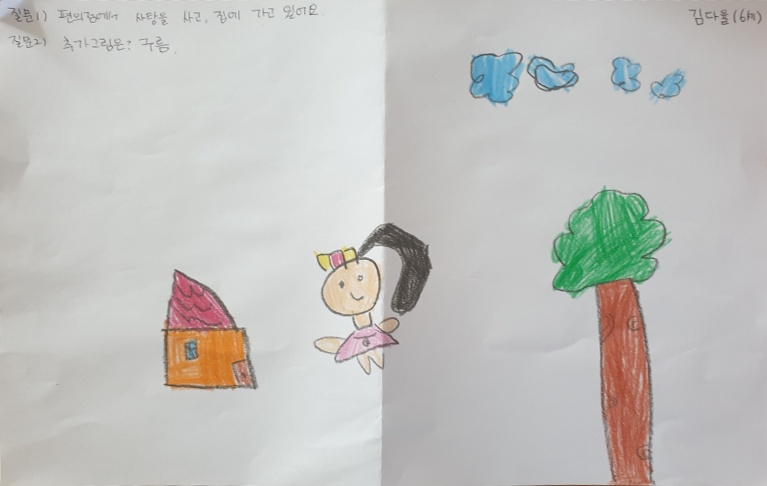 질문1) 편의점에서 사탕을 사고, 집에 가고 있어요.
김다율(6세)
질문2) 추가그림은? 구름.